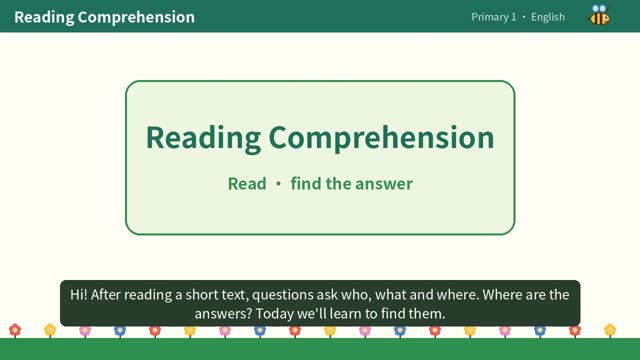 Reading Comprehension
Primary 1 • English
Reading Comprehension
Read • find the answer
Hi! After reading a short text, questions ask who, what and where. Where are the
answers? Today we'll learn to find them.